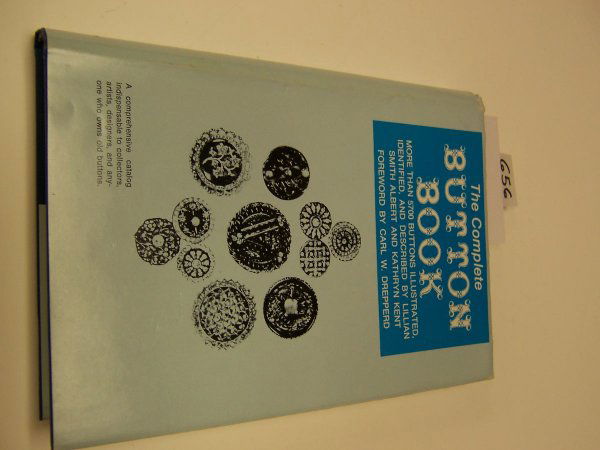 The Complete
BUTTON
BOOK
MORE THAN 5700 BUTTONS ILLUSTRATED,
IDENTIFIED, AND DESCRIBED BY LILLIAN
SMITH ALBERT AND KATHRYN KENT
FOREWORD BY CARL W. DREPPERD
A comprehensive catalog
indispensable to collectors,
artists, designers, and any-
one who owns old buttons.
656